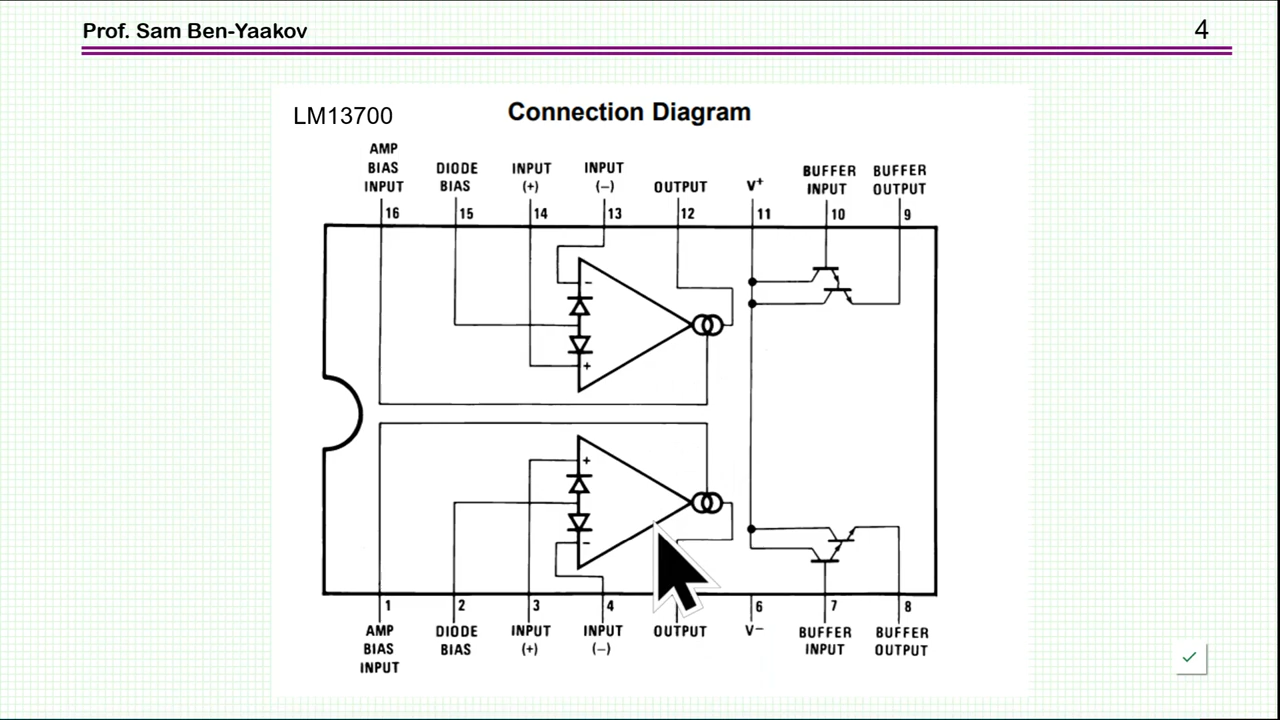 Prof. Sam Ben-Yaakov
4
LM13700
Connection Diagram
AMP BIAS INPUT
DIODE BIAS
INPUT (+)
INPUT (−)
OUTPUT
V+
BUFFER INPUT
BUFFER OUTPUT
16 15 14 13 12 11 10 9
−
+
+
−
1 2 3 4 6 7 8
AMP BIAS INPUT
DIODE BIAS
INPUT (+)
INPUT (−)
OUTPUT
V−
BUFFER INPUT
BUFFER OUTPUT